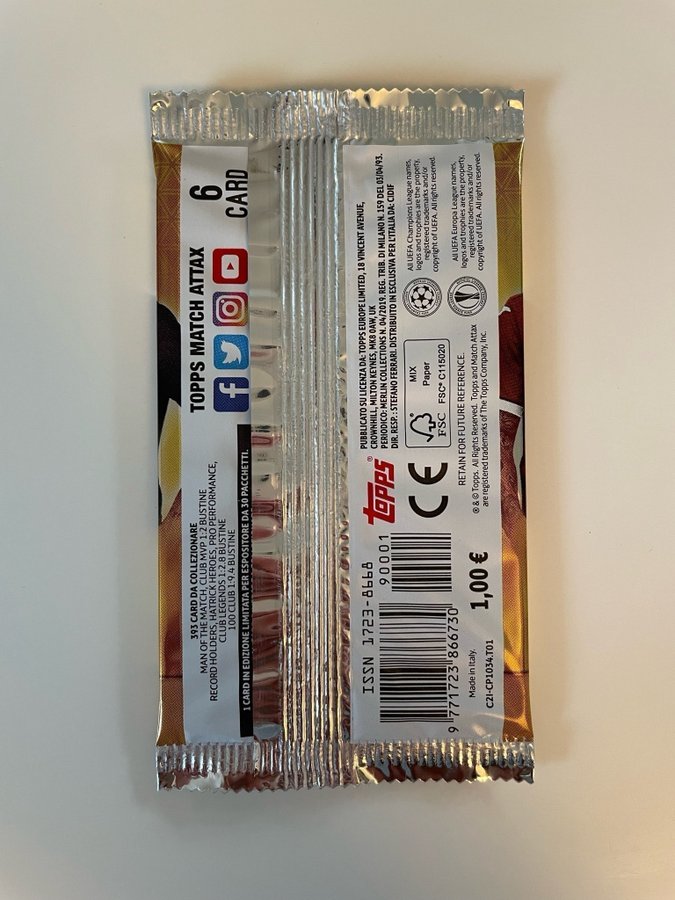 TOPPS MATCH ATTAX
6
CARD
393 CARD DA COLLEZIONARE
MAN OF THE MATCH, CLUB MVP 1:2 BUSTINE
RECORD HOLDERS, HATRICK HEROES, PRO PERFORMANCE,
CLUB LEGENDS 1:2.8 BUSTINE
100 CLUB 1:9.4 BUSTINE
1 CARD IN EDIZIONE LIMITATA PER ESPOSITORE DA 30 PACCHETTI.
PUBBLICATO SU LICENZA DA: TOPPS EUROPE LIMITED, 18 VINCENT AVENUE,
CROWNHILL, MILTON KEYNES, MK8 0AW, UK
PERIODICO: MERLIN COLLECTIONS N. 04/2019. REG. TRIB. DI MILANO N. 159 DEL 03/04/93.
DIR. RESP.: STEFANO FERRARI. DISTRIBUITO IN ESCLUSIVA PER L'ITALIA DA: CIDIF
topps®
CE
MIX
Paper
FSC
FSC® C115020
All UEFA Champions League names,
logos and trophies are the property,
registered trademarks and/or
copyright of UEFA. All rights reserved.
All UEFA Europa League names,
logos and trophies are the property,
registered trademarks and/or
copyright of UEFA. All rights reserved.
RETAIN FOR FUTURE REFERENCE.
® & © Topps. All Rights Reserved. Topps and Match Attax
are registered trademarks of The Topps Company, Inc.
ISSN 1723-8668
90001
9 771723 866730
Made in Italy.
1,00 €
C2I-CP1034.T01